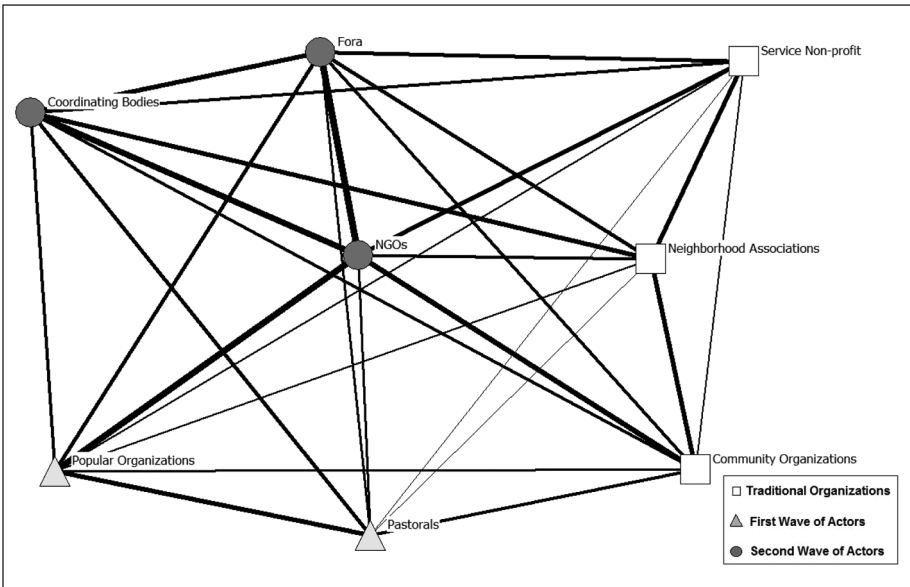 Fora
Service Non-profit
Coordinating Bodies
NGOs
Neighborhood Associations
Popular Organizations
Community Organizations
Pastorals
Traditional Organizations
First Wave of Actors
Second Wave of Actors